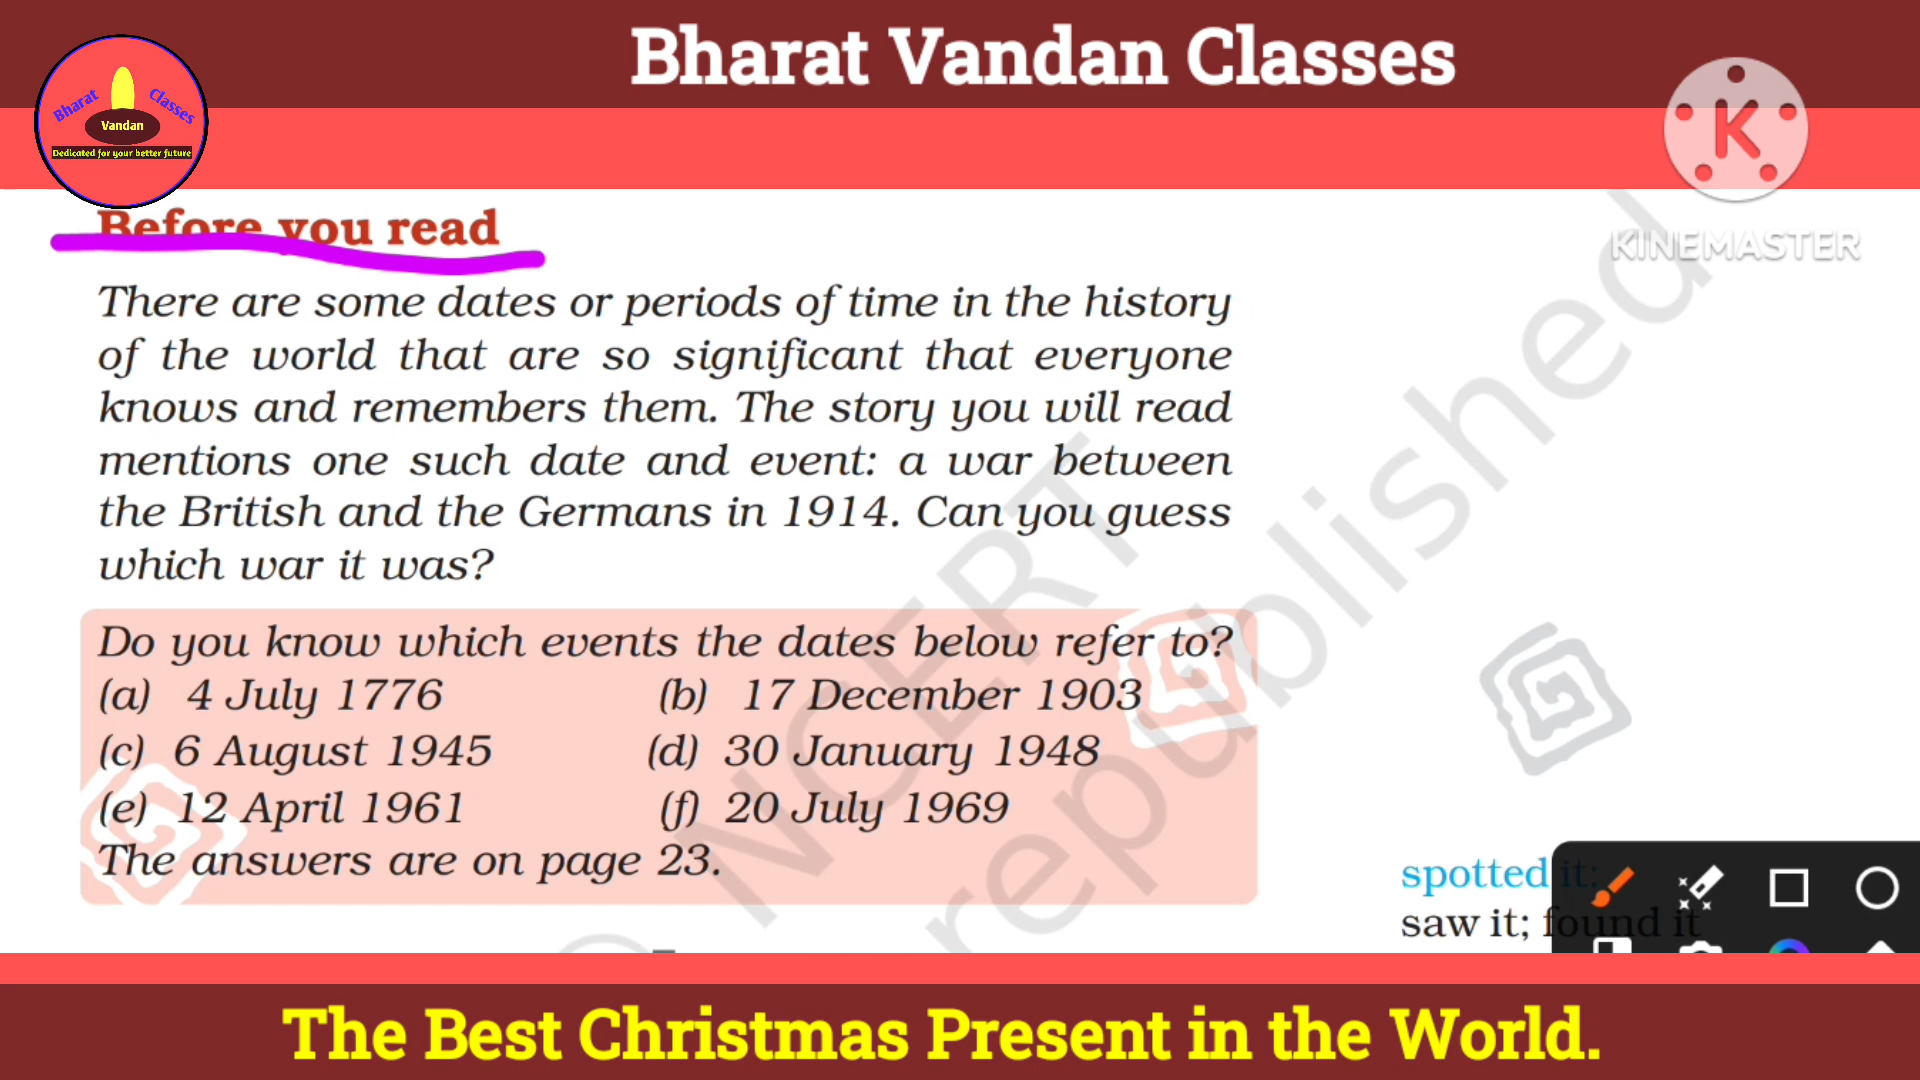 Bharat Vandan Classes
Bharat Classes
Vandan
Dedicated for your better future
K
KINEMASTER
Before you read
There are some dates or periods of time in the history
of the world that are so significant that everyone
knows and remembers them. The story you will read
mentions one such date and event: a war between
the British and the Germans in 1914. Can you guess
which war it was?
Do you know which events the dates below refer to?
(a) 4 July 1776 (b) 17 December 1903
(c) 6 August 1945 (d) 30 January 1948
(e) 12 April 1961 (f) 20 July 1969
The answers are on page 23.
© NCERT
republished
spotted it:
saw it; found it
The Best Christmas Present in the World.